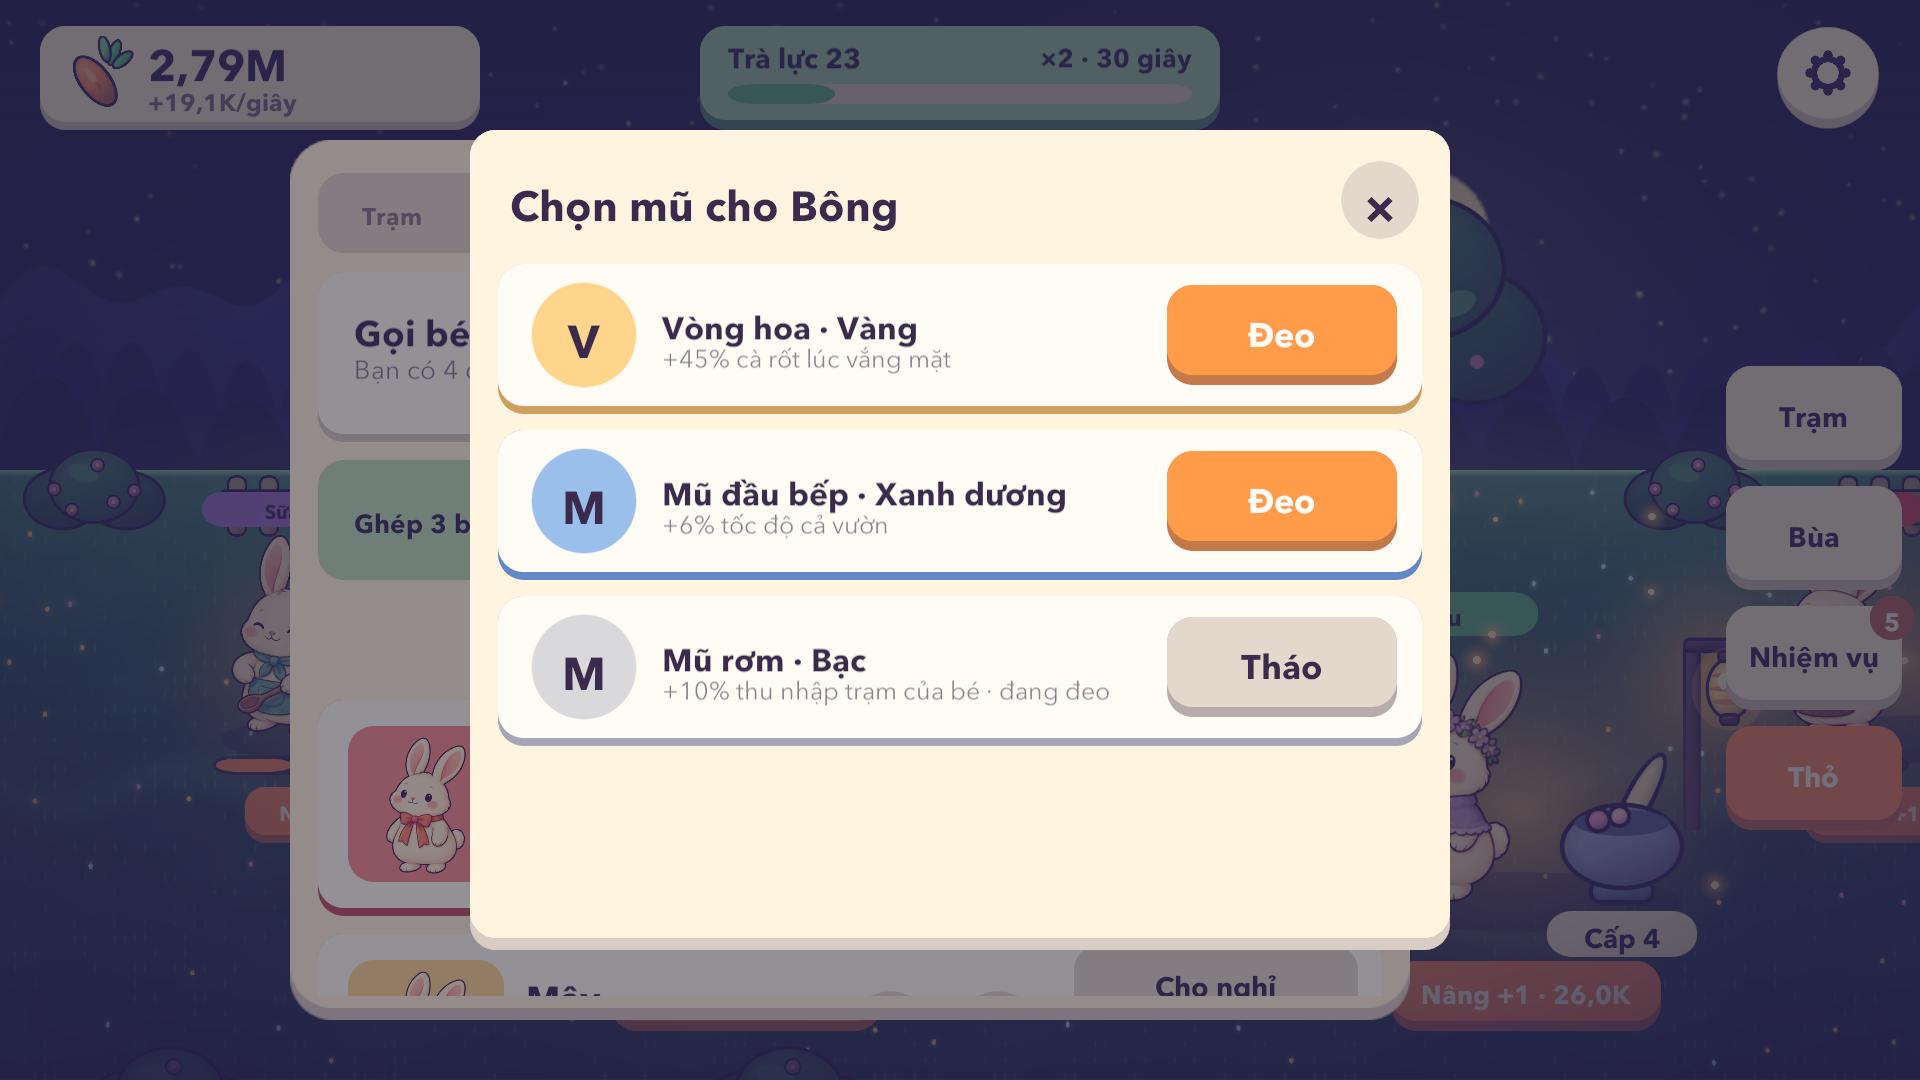 2,79M
+19,1K/giây
Trà lực 23
×2 · 30 giây
Trạm
Chọn mũ cho Bông
×
Gọi bé
Bạn có 4
V
Vòng hoa · Vàng
+45% cà rốt lúc vắng mặt
Đeo
Trạm
Ghép 3
M
Mũ đầu bếp · Xanh dương
+6% tốc độ cả vườn
Đeo
Bùa
5
Nhiệm vụ
M
Mũ rơm · Bạc
+10% thu nhập trạm của bé · đang đeo
Tháo
Thỏ
Cấp 4
Mây
Cho nghỉ
Nâng +1 · 26,0K